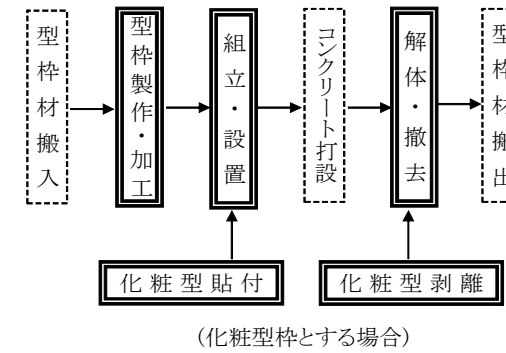 型枠材搬入
型枠製作・加工
組立・設置
コンクリート打設
解体・撤去
型枠材搬出
化粧型貼付
化粧型剥離
(化粧型枠とする場合)